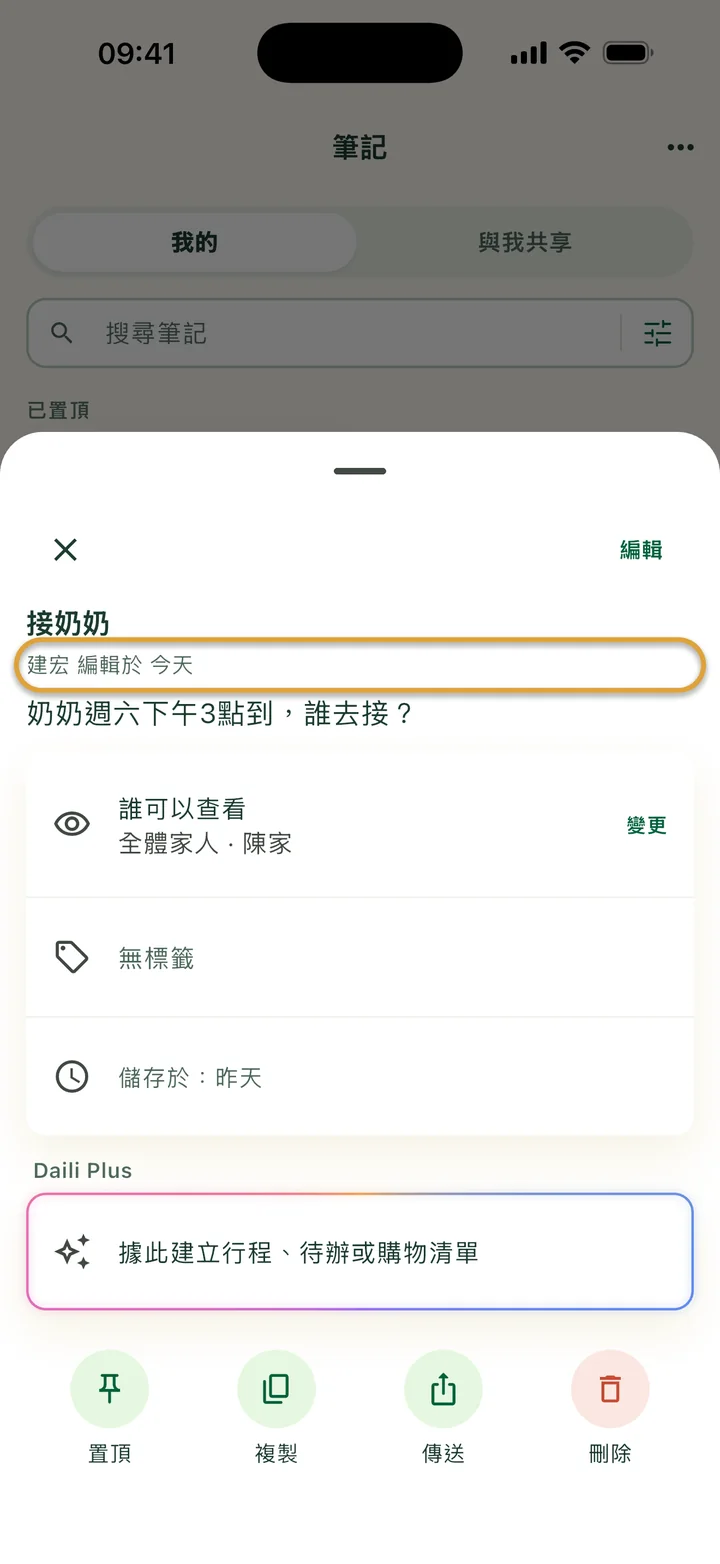 09:41
筆記
我的
與我共享
搜尋筆記
已置頂
編輯
接奶奶
建宏 編輯於 今天
奶奶週六下午3點到，誰去接？
誰可以查看
全體家人 · 陳家
變更
無標籤
儲存於：昨天
Daili Plus
據此建立行程、待辦或購物清單
置頂
複製
傳送
刪除